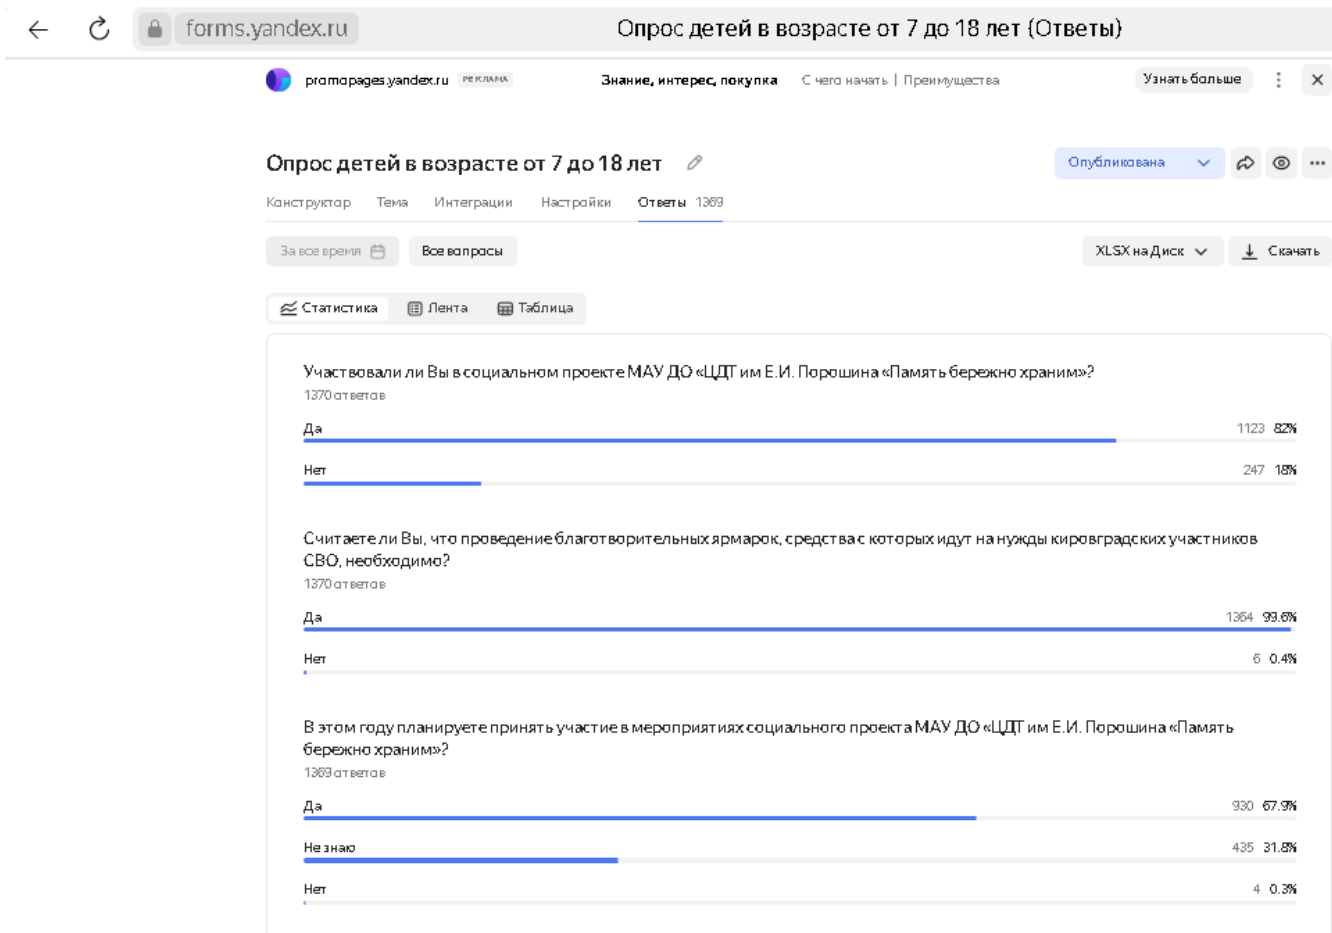 forms.yandex.ru Опрос детей в возрасте от 7 до 18 лет (Ответы)
promopages.yandex.ru РЕКЛАМА Знание, интерес, покупка С чего начать | Преимущества Узнать больше
Опрос детей в возрасте от 7 до 18 лет Опубликована
Конструктор Тема Интеграции Настройки Ответы 1369
За все время Все вопросы XLSX на Диск Скачать
Статистика Лента Таблица
Участвовали ли Вы в социальном проекте МАУ ДО «ЦДТ им Е.И. Порошина «Память бережно храним»?
1370 ответов
Да 1123 82%
Нет 247 18%
Считаете ли Вы, что проведение благотворительных ярмарок, средства с которых идут на нужды кировградских участников
СВО, необходимо?
1370 ответов
Да 1364 99.6%
Нет 6 0.4%
В этом году планируете принять участие в мероприятиях социального проекта МАУ ДО «ЦДТ им Е.И. Порошина «Память
бережно храним»?
1369 ответов
Да 930 67.9%
Не знаю 435 31.8%
Нет 4 0.3%